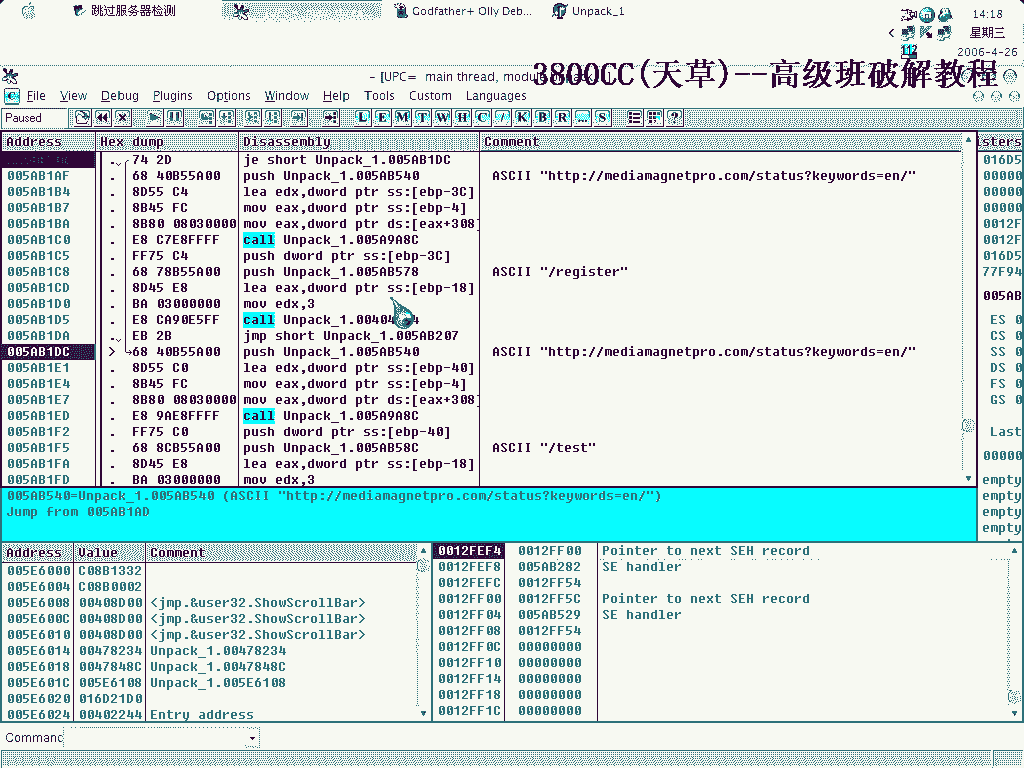 跳过服务器检测
Godfather+ Olly Deb...
Unpack_1
14:18
星期三
2006-4-26
3800CC(天草)--高级班破解教程
- [UPC= main thread, module
File View Debug Plugins Options Window Help Tools Custom Languages
Paused
L E M T W H C / K B R ... S
Address Hex dump Disassembly Comment
74 2D je short Unpack_1.005AB1DC
005AB1AF . 68 40B55A00 push Unpack_1.005AB540 ASCII "http://mediamagnetpro.com/status?keywords=en/"
005AB1B4 . 8D55 C4 lea edx,dword ptr ss:[ebp-3C]
005AB1B7 . 8B45 FC mov eax,dword ptr ss:[ebp-4]
005AB1BA . 8B80 08030000 mov eax,dword ptr ds:[eax+308]
005AB1C0 . E8 C7E8FFFF call Unpack_1.005A9A8C
005AB1C5 . FF75 C4 push dword ptr ss:[ebp-3C]
005AB1C8 . 68 78B55A00 push Unpack_1.005AB578 ASCII "/register"
005AB1CD . 8D45 E8 lea eax,dword ptr ss:[ebp-18]
005AB1D0 . BA 03000000 mov edx,3
005AB1D5 . E8 CA90E5FF call Unpack_1.00404
005AB1DA . EB 2B jmp short Unpack_1.005AB207
005AB1DC > 68 40B55A00 push Unpack_1.005AB540 ASCII "http://mediamagnetpro.com/status?keywords=en/"
005AB1E1 . 8D55 C0 lea edx,dword ptr ss:[ebp-40]
005AB1E4 . 8B45 FC mov eax,dword ptr ss:[ebp-4]
005AB1E7 . 8B80 08030000 mov eax,dword ptr ds:[eax+308]
005AB1ED . E8 9AE8FFFF call Unpack_1.005A9A8C
005AB1F2 . FF75 C0 push dword ptr ss:[ebp-40]
005AB1F5 . 68 8CB55A00 push Unpack_1.005AB58C ASCII "/test"
005AB1FA . 8D45 E8 lea eax,dword ptr ss:[ebp-18]
005AB1FD . BA 03000000 mov edx,3
sters
016D5
00000
00000
00000
0012F
0012F
016D5
77F94
005AB
ES 0
CS 0
SS 0
DS 0
FS 0
GS 0
Last
00000
empty
empty
empty
empty
005AB540=Unpack_1.005AB540 (ASCII "http://mediamagnetpro.com/status?keywords=en/")
Jump from 005AB1AD
Address Value Comment
005E6000 C08B1332
005E6004 C08B0002
005E6008 00408D00 <jmp.&user32.ShowScrollBar>
005E600C 00408D00 <jmp.&user32.ShowScrollBar>
005E6010 00408D00 <jmp.&user32.ShowScrollBar>
005E6014 00478234 Unpack_1.00478234
005E6018 0047848C Unpack_1.0047848C
005E601C 005E6108 Unpack_1.005E6108
005E6020 016D21D0
005E6024 00402244 Entry address
0012FEF4 0012FF00 Pointer to next SEH record
0012FEF8 005AB282 SE handler
0012FEFC 0012FF54
0012FF00 0012FF5C Pointer to next SEH record
0012FF04 005AB529 SE handler
0012FF08 0012FF54
0012FF0C 00000000
0012FF10 00000000
0012FF14 00000000
0012FF18 00000000
0012FF1C 00000000
Command